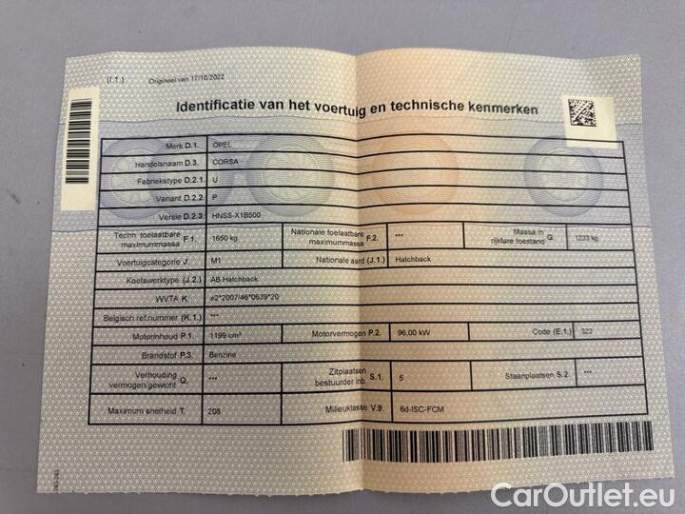 (I.1.) Origineel van 17/10/2022
Identificatie van het voertuig en technische kenmerken
Merk D.1. OPEL
Handelsnaam D.3. CORSA
Fabriekstype D.2.1. U
Variant D.2.2 P
Versie D.2.3 HNSS-X1B500
Techn. toelaatbare maximummassa F.1. 1650 kg Nationale toelaatbare maximummassa F.2. *** Massa in rijklare toestand G. 1233 kg
Voertuigcategorie J. M1 Nationale aard (J.1.) Hatchback
Koetswerktype (J.2.) AB Hatchback
WVTA K. e2*2007/46*0639*20
Belgisch ref.nummer (K.1.) ***
Motorinhoud P.1. 1199 cm³ Motorvermogen P.2. 96.00 kW Code (E.1.) 323
Brandstof P.3. Benzine
Verhouding vermogen/gewicht Q. *** Zitplaatsen bestuurder inb. S.1. 5 Staanplaatsen S.2. ***
Maximum snelheid T. 208 Milieuklasse V.9. 6d-ISC-FCM
CarOutlet.eu